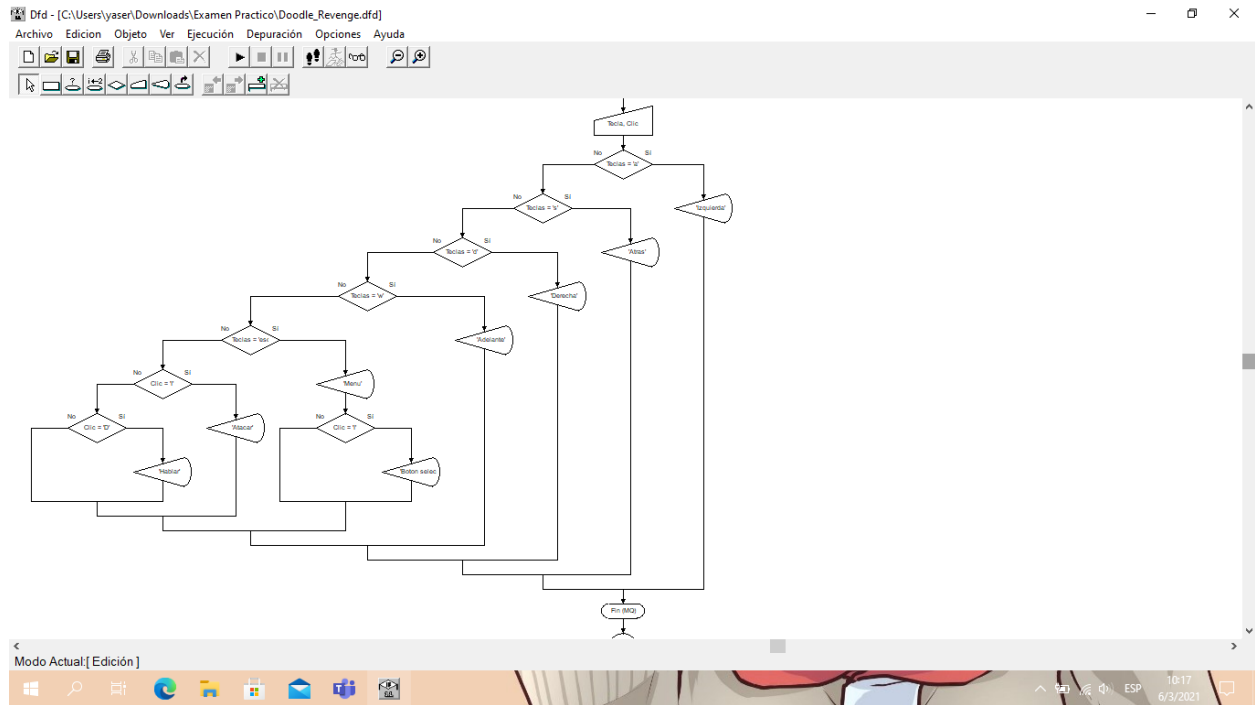 Dfd - [C:\Users\yaser\Downloads\Examen Practico\Doodle_Revenge.dfd]
Archivo Edicion Objeto Ver Ejecución Depuración Opciones Ayuda
Tecla, Clic
No Si
Teclas = 'a'
No Si
Teclas = 's' 'Izquierda'
No Si
Teclas = 'd' 'Atras'
No Si
Teclas = 'w' 'Derecha'
No Si
Teclas = 'esc 'Adelante'
No Si
Clic = 'I' 'Menu'
No Si No Si
Clic = 'D' 'Atacar' Clic = 'I'
'Hablar' 'Boton selec
Fin (MQ)
Modo Actual:[ Edición ]
ESP
10:17
6/3/2021